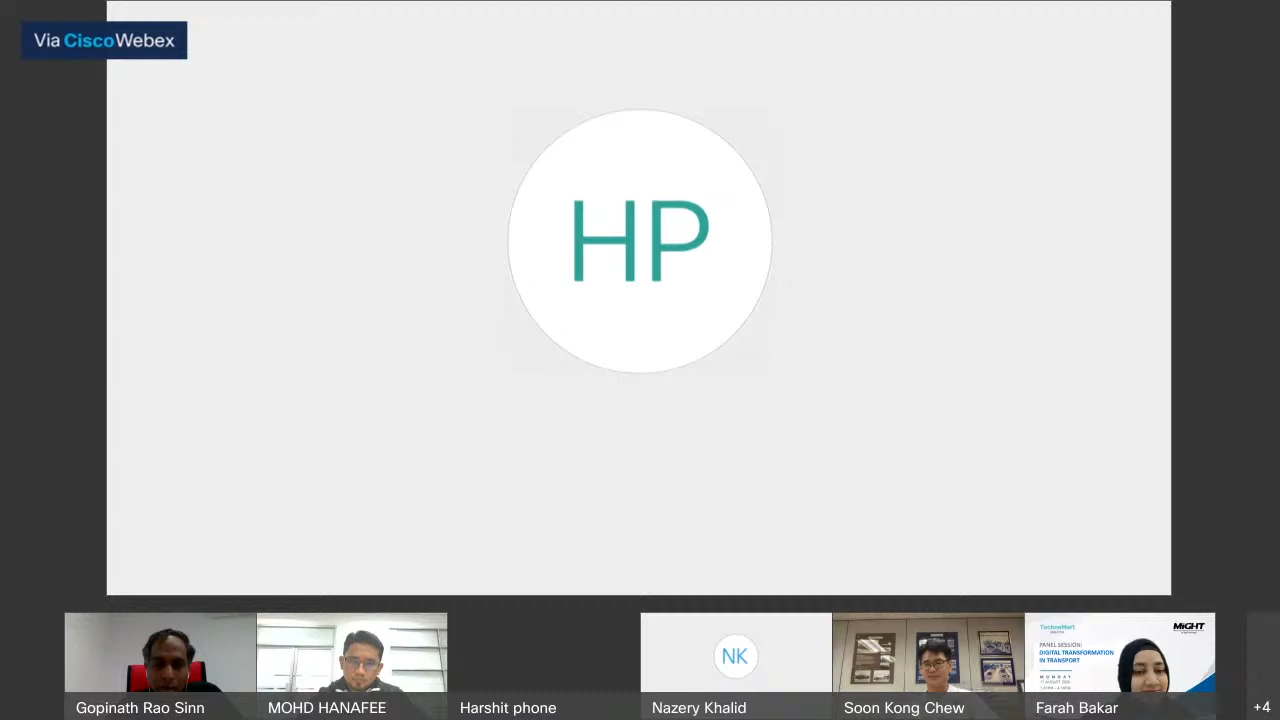 Via CiscoWebex
HP
NK
TechnoMart
MiGHT
PANEL SESSION:
DIGITAL TRANSFORMATION
IN TRANSPORT
MONDAY
Gopinath Rao Sinn
MOHD HANAFEE
Harshit phone
Nazery Khalid
Soon Kong Chew
Farah Bakar
+4